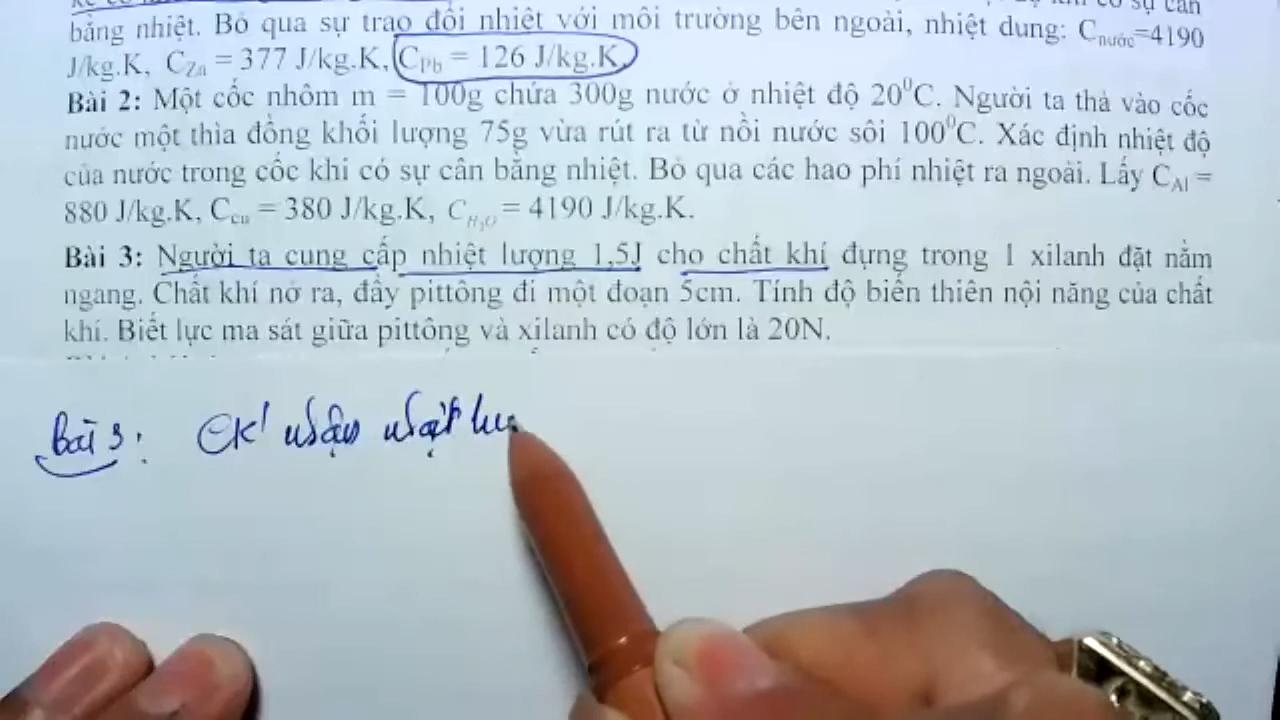 có sự cân
bằng nhiệt. Bỏ qua sự trao đổi nhiệt với môi trường bên ngoài, nhiệt dung: Cnước=4190
J/kg.K, CZn = 377 J/kg.K, CPb = 126 J/kg.K
Bài 2: Một cốc nhôm m = 100g chứa 300g nước ở nhiệt độ 20⁰C. Người ta thả vào cốc
nước một thìa đồng khối lượng 75g vừa rút ra từ nồi nước sôi 100⁰C. Xác định nhiệt độ
của nước trong cốc khi có sự cân bằng nhiệt. Bỏ qua các hao phí nhiệt ra ngoài. Lấy CAl =
880 J/kg.K, Ccu = 380 J/kg.K, CH₂O = 4190 J/kg.K.
Bài 3: Người ta cung cấp nhiệt lượng 1,5J cho chất khí đựng trong 1 xilanh đặt nằm
ngang. Chất khí nở ra, đẩy pittông đi một đoạn 5cm. Tính độ biến thiên nội năng của chất
khí. Biết lực ma sát giữa pittông và xilanh có độ lớn là 20N.
Bài 3: CK' nhận nhiệt lư